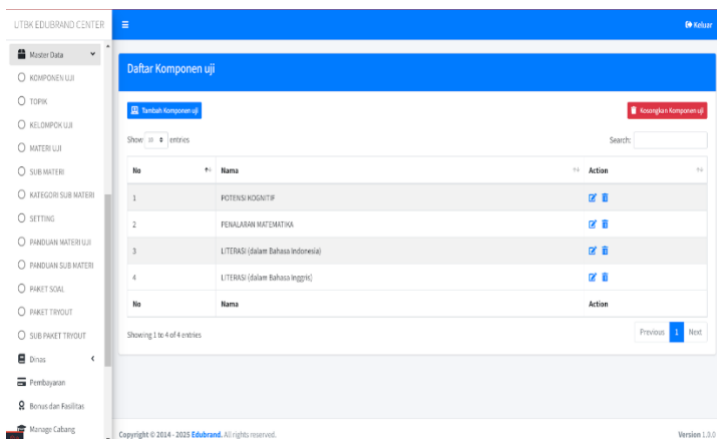 UTBK EDUBRAND CENTER
Keluar
Master Data
KOMPONEN UJI
TOPIK
KELOMPOK UJI
MATERI UJI
SUB MATERI
KATEGORI SUB MATERI
SETTING
PANDUAN MATERI UJI
PANDUAN SUB MATERI
PAKET SOAL
PAKET TRYOUT
SUB PAKET TRYOUT
Dinas
Pembayaran
Bonus dan Fasilitas
Manage Cabang
Daftar Komponen uji
Tambah Komponen uji
Kosongkan Komponen uji
Show 10 entries
Search:
No Nama Action
1 POTENSI KOGNITIF
2 PENALARAN MATEMATIKA
3 LITERASI (dalam Bahasa Indonesia)
4 LITERASI (dalam Bahasa Inggris)
No Nama Action
Showing 1 to 4 of 4 entries
Previous 1 Next
Copyright © 2014 - 2025 Edubrand. All rights reserved.
Version 1.0.0